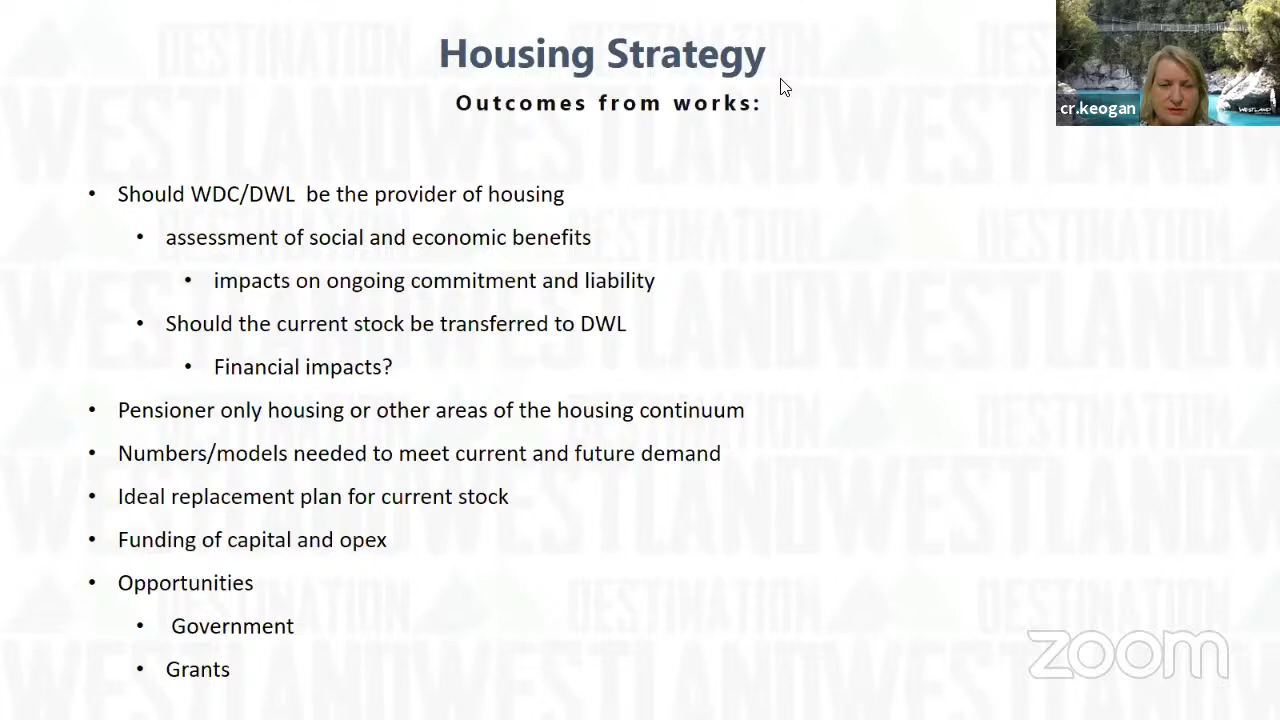 Housing Strategy
Outcomes from works:
cr.keogan
WESTLAND
• Should WDC/DWL be the provider of housing
• assessment of social and economic benefits
• impacts on ongoing commitment and liability
• Should the current stock be transferred to DWL
• Financial impacts?
• Pensioner only housing or other areas of the housing continuum
• Numbers/models needed to meet current and future demand
• Ideal replacement plan for current stock
• Funding of capital and opex
• Opportunities
• Government
• Grants
zoom
DESTINATION
WESTLAND